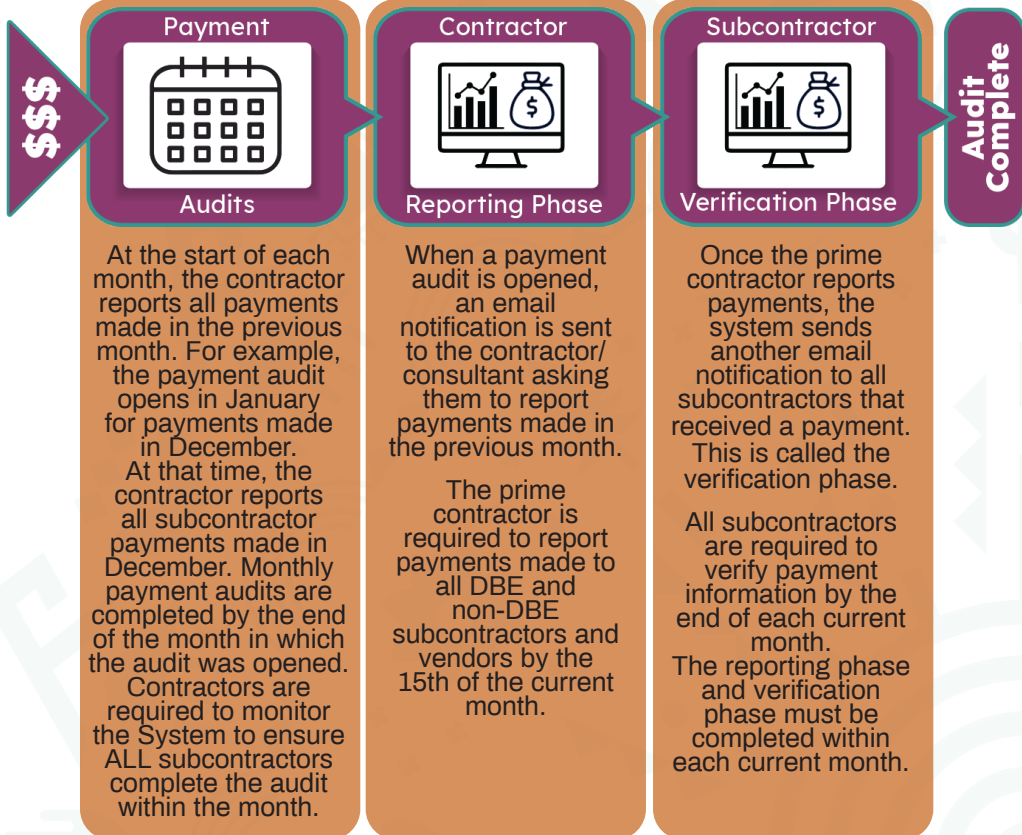 $$$
Payment
Audits
At the start of each
month, the contractor
reports all payments
made in the previous
month. For example,
the payment audit
opens in January
for payments made
in December.
At that time, the
contractor reports
all subcontractor
payments made in
December. Monthly
payment audits are
completed by the end
of the month in which
the audit was opened.
Contractors are
required to monitor
the System to ensure
ALL subcontractors
complete the audit
within the month.
Contractor
$
Reporting Phase
When a payment
audit is opened,
an email
notification is sent
to the contractor/
consultant asking
them to report
payments made in
the previous month.
The prime
contractor is
required to report
payments made to
all DBE and
non-DBE
subcontractors and
vendors by the
15th of the current
month.
Subcontractor
$
Verification Phase
Once the prime
contractor reports
payments, the
system sends
another email
notification to all
subcontractors that
received a payment.
This is called the
verification phase.
All subcontractors
are required to
verify payment
information by the
end of each current
month.
The reporting phase
and verification
phase must be
completed within
each current month.
Audit
Complete